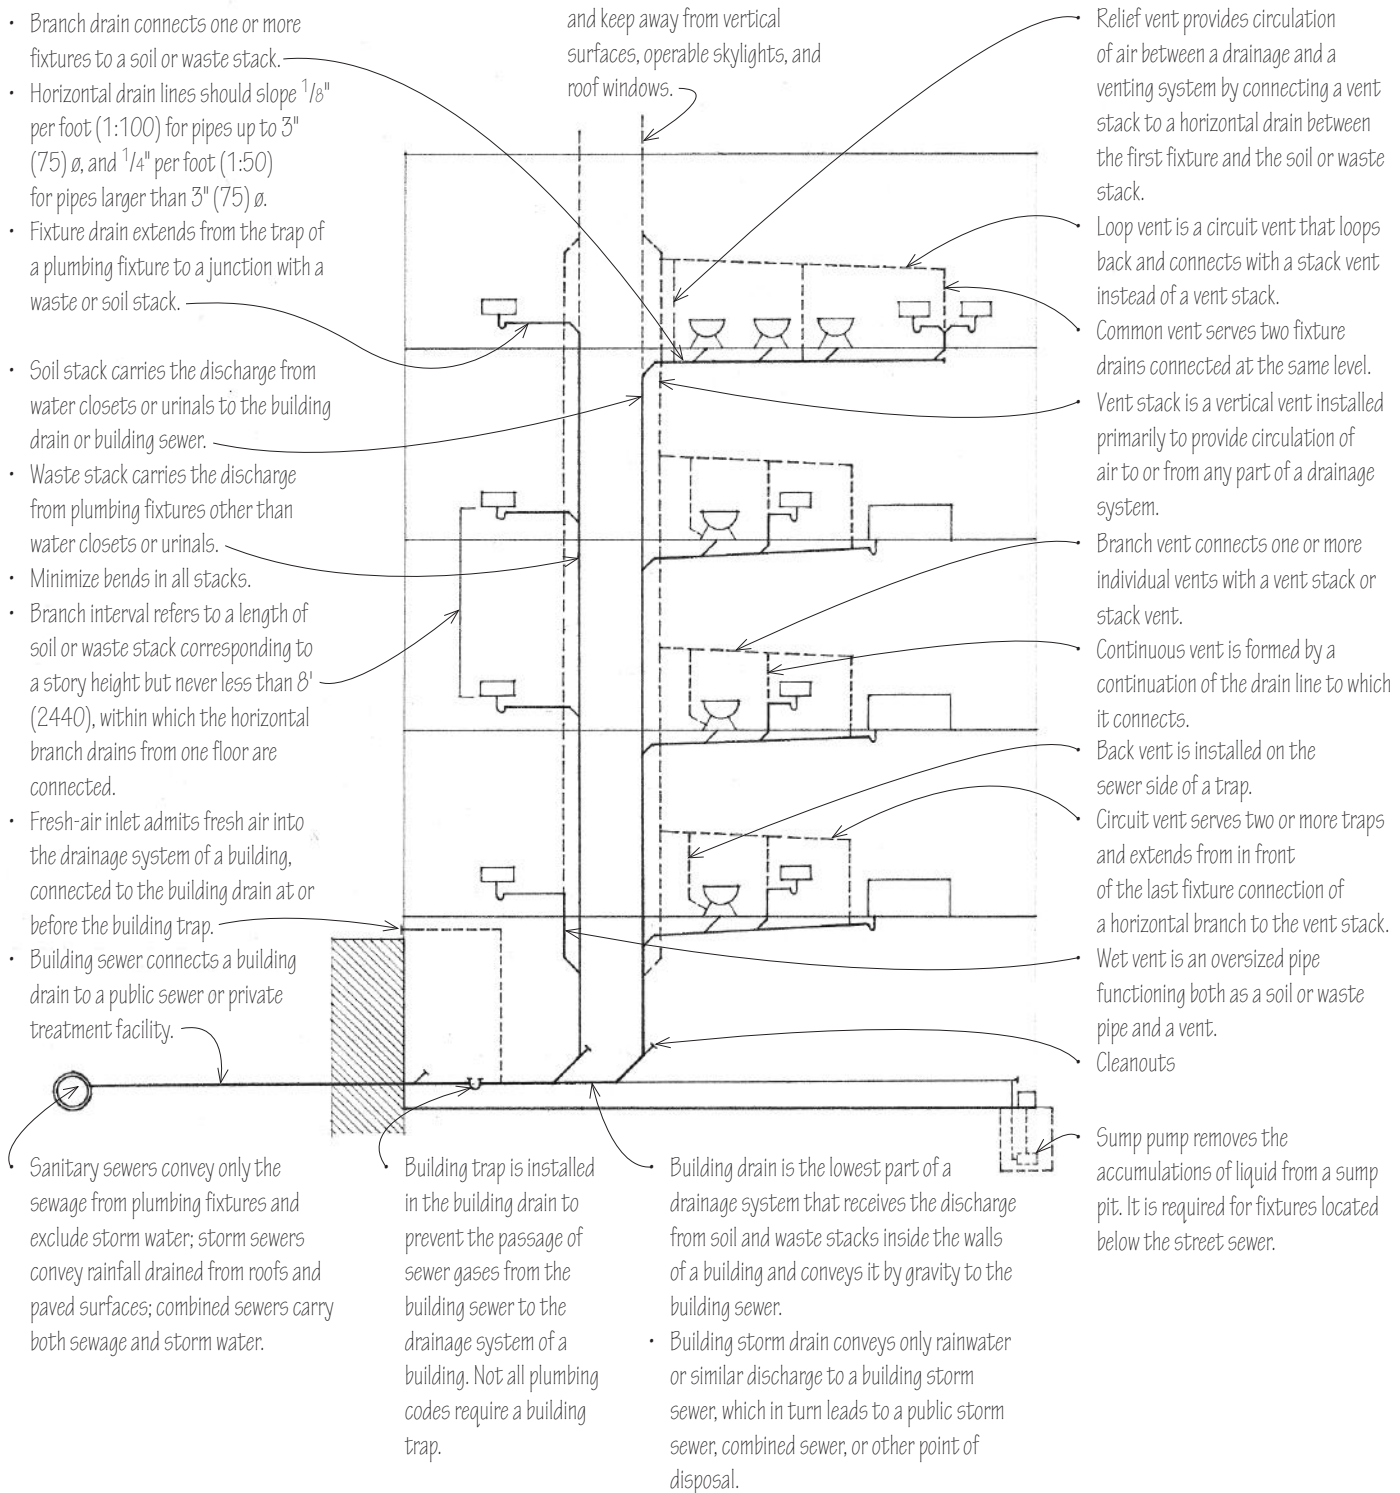 • Branch drain connects one or more
fixtures to a soil or waste stack.
• Horizontal drain lines should slope 1/8"
per foot (1:100) for pipes up to 3"
(75) ø, and 1/4" per foot (1:50)
for pipes larger than 3" (75) ø.
• Fixture drain extends from the trap of
a plumbing fixture to a junction with a
waste or soil stack.
• Soil stack carries the discharge from
water closets or urinals to the building
drain or building sewer.
• Waste stack carries the discharge
from plumbing fixtures other than
water closets or urinals.
• Minimize bends in all stacks.
• Branch interval refers to a length of
soil or waste stack corresponding to
a story height but never less than 8'
(2440), within which the horizontal
branch drains from one floor are
connected.
• Fresh-air inlet admits fresh air into
the drainage system of a building,
connected to the building drain at or
before the building trap.
• Building sewer connects a building
drain to a public sewer or private
treatment facility.
• Sanitary sewers convey only the
sewage from plumbing fixtures and
exclude storm water; storm sewers
convey rainfall drained from roofs and
paved surfaces; combined sewers carry
both sewage and storm water.
and keep away from vertical
surfaces, operable skylights, and
roof windows.
• Building trap is installed
in the building drain to
prevent the passage of
sewer gases from the
building sewer to the
drainage system of a
building. Not all plumbing
codes require a building
trap.
• Building drain is the lowest part of a
drainage system that receives the discharge
from soil and waste stacks inside the walls
of a building and conveys it by gravity to the
building sewer.
• Building storm drain conveys only rainwater
or similar discharge to a building storm
sewer, which in turn leads to a public storm
sewer, combined sewer, or other point of
disposal.
• Relief vent provides circulation
of air between a drainage and a
venting system by connecting a vent
stack to a horizontal drain between
the first fixture and the soil or waste
stack.
• Loop vent is a circuit vent that loops
back and connects with a stack vent
instead of a vent stack.
• Common vent serves two fixture
drains connected at the same level.
• Vent stack is a vertical vent installed
primarily to provide circulation of
air to or from any part of a drainage
system.
• Branch vent connects one or more
individual vents with a vent stack or
stack vent.
• Continuous vent is formed by a
continuation of the drain line to which
it connects.
• Back vent is installed on the
sewer side of a trap.
• Circuit vent serves two or more traps
and extends from in front
of the last fixture connection of
a horizontal branch to the vent stack.
• Wet vent is an oversized pipe
functioning both as a soil or waste
pipe and a vent.
• Cleanouts
• Sump pump removes the
accumulations of liquid from a sump
pit. It is required for fixtures located
below the street sewer.